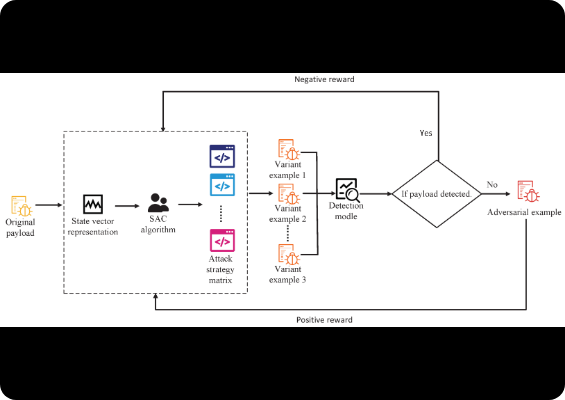 Negative reward
Yes
Original
payload
State vector
representation
SAC
algorithm
Attack
strategy
matrix
Variant
example 1
Variant
example 2
Variant
example 3
Detection
modle
If payload detected.
No
Adversarial example
Positive reward